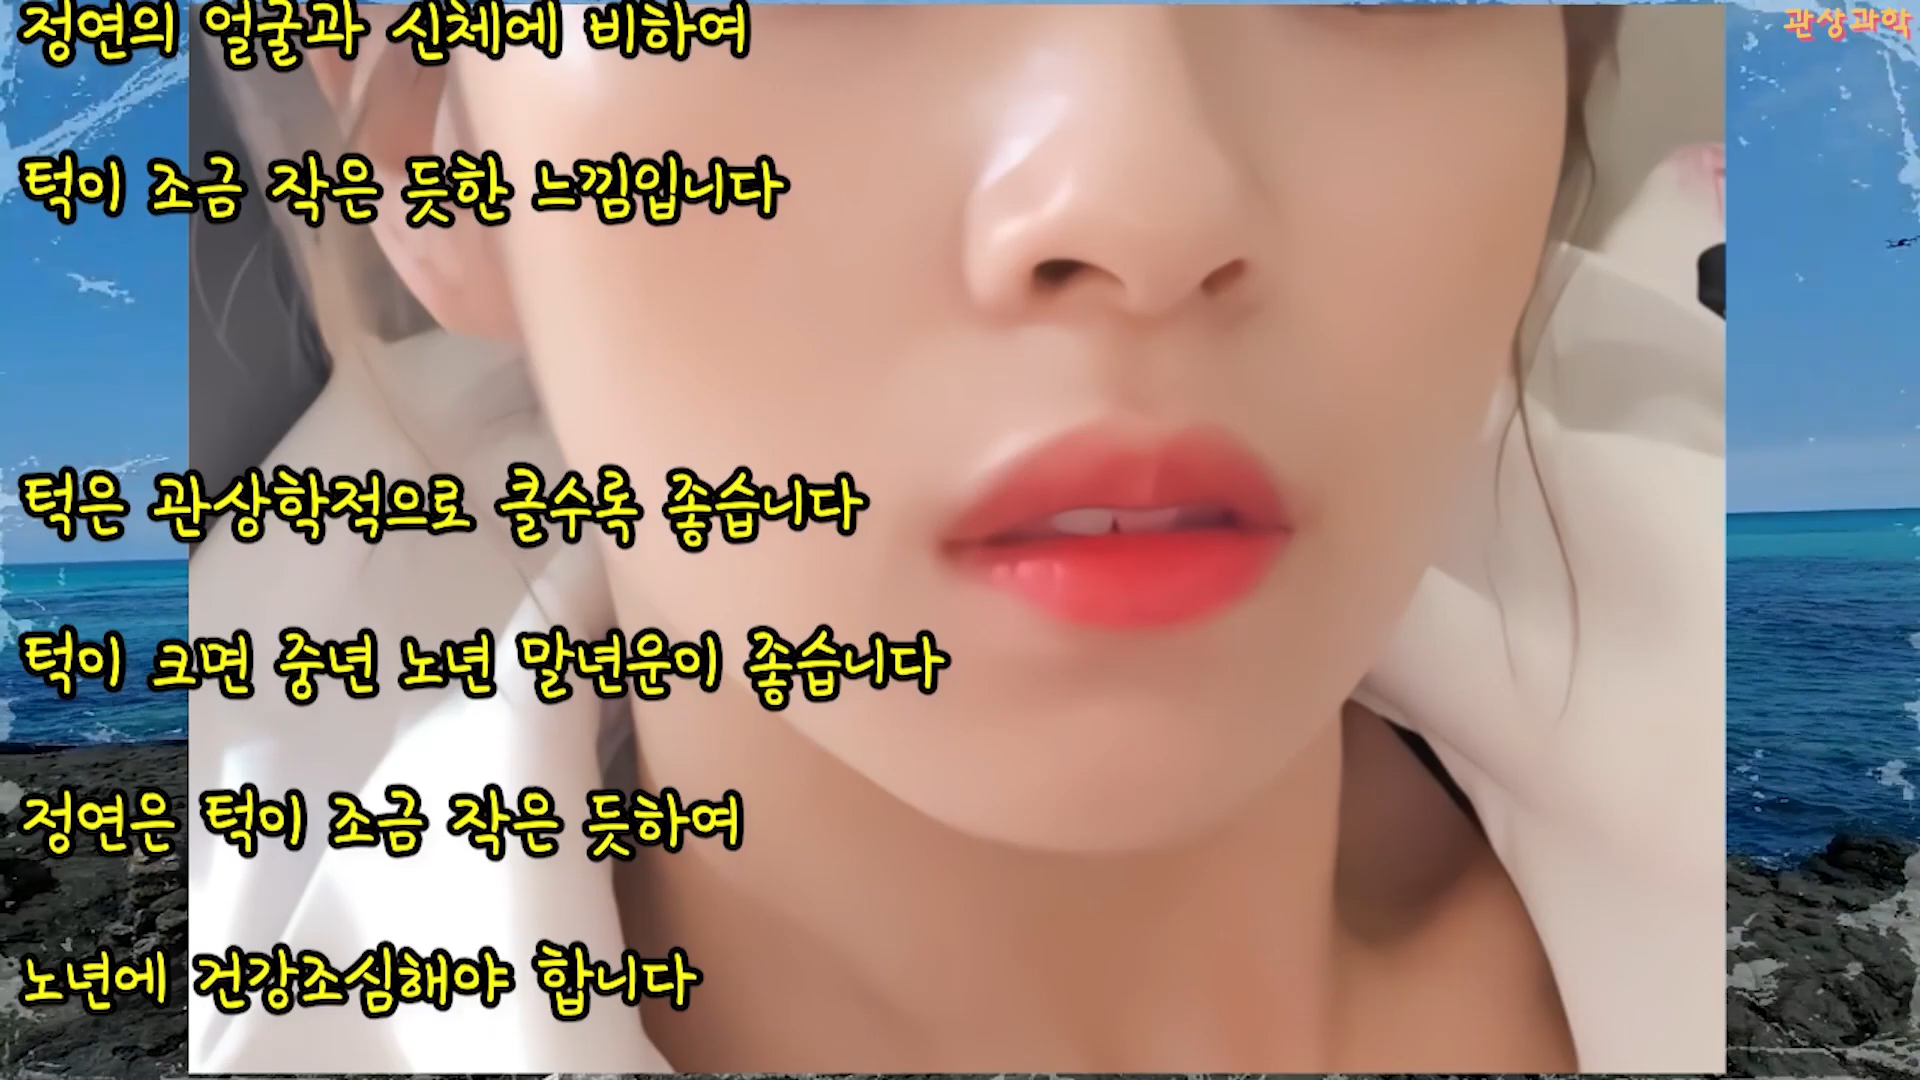 관상과학
정연의 얼굴과 신체에 비하여
턱이 조금 작은 듯한 느낌입니다
턱은 관상학적으로 클수록 좋습니다
턱이 크면 중년 노년 말년운이 좋습니다
정연은 턱이 조금 작은 듯하여
노년에 건강조심해야 합니다